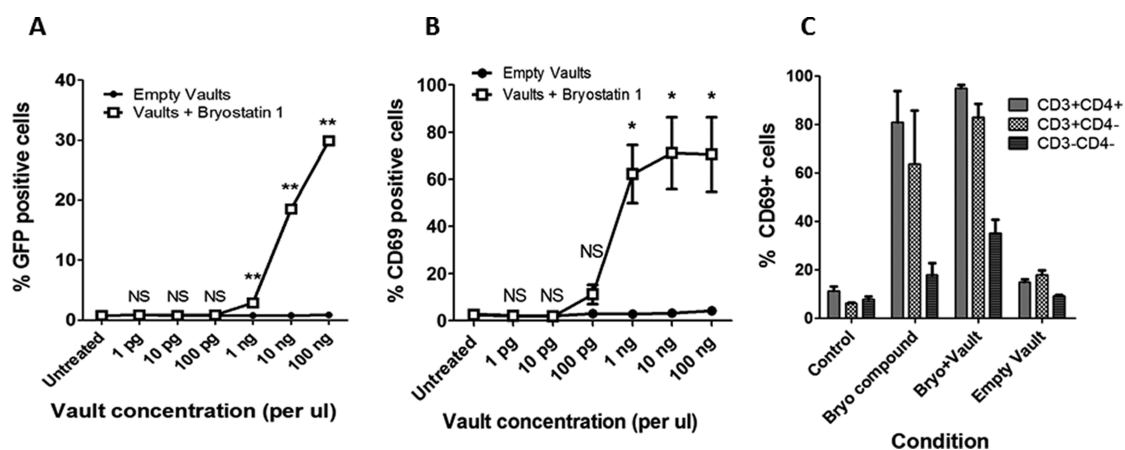 A
% GFP positive cells
40
30
20
10
0
Empty Vaults
Vaults + Bryostatin 1
NS
NS
NS
**
**
**
Untreated
1 pg
10 pg
100 pg
1 ng
10 ng
100 ng
Vault concentration (per ul)
B
% CD69 positive cells
100
80
60
40
20
0
Empty Vaults
Vaults + Bryostatin 1
NS
NS
NS
*
*
*
Untreated
1 pg
10 pg
100 pg
1 ng
10 ng
100 ng
Vault concentration (per ul)
C
% CD69+ cells
100
80
60
40
20
0
CD3+CD4+
CD3+CD4-
CD3-CD4-
Control
Bryo compound
Bryo+Vault
Empty Vault
Condition